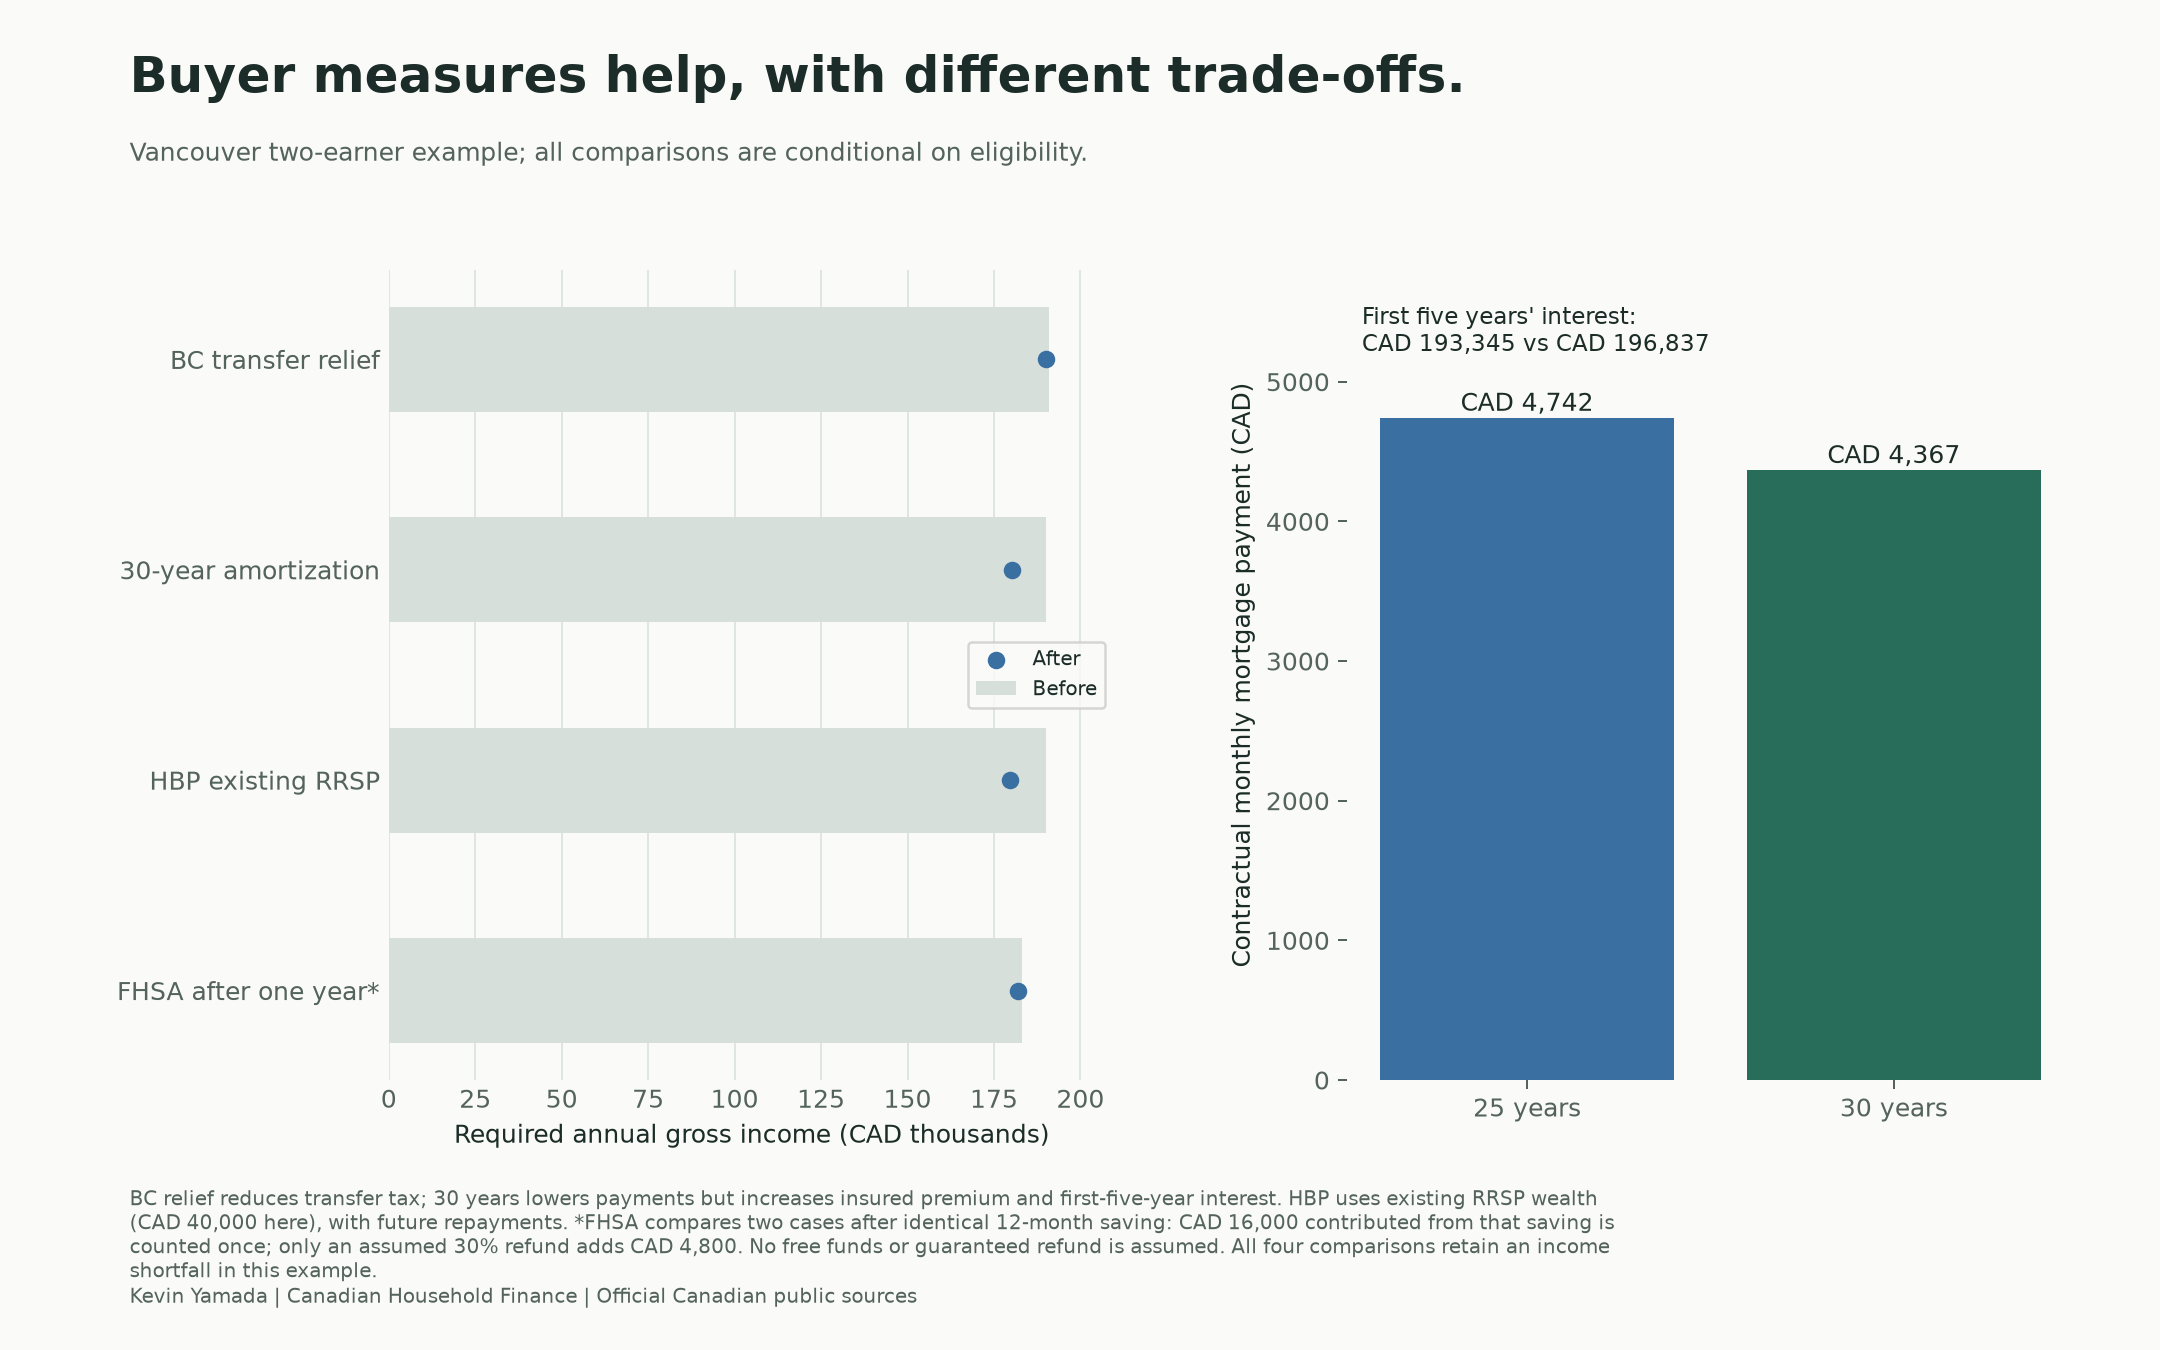 Buyer measures help, with different trade-offs.
Vancouver two-earner example; all comparisons are conditional on eligibility.
BC transfer relief
30-year amortization
HBP existing RRSP
FHSA after one year*
After
Before
0 25 50 75 100 125 150 175 200
Required annual gross income (CAD thousands)
First five years' interest:
CAD 193,345 vs CAD 196,837
Contractual monthly mortgage payment (CAD)
5000
4000
3000
2000
1000
0
CAD 4,742
CAD 4,367
25 years
30 years
BC relief reduces transfer tax; 30 years lowers payments but increases insured premium and first-five-year interest. HBP uses existing RRSP wealth
(CAD 40,000 here), with future repayments. *FHSA compares two cases after identical 12-month saving: CAD 16,000 contributed from that saving is
counted once; only an assumed 30% refund adds CAD 4,800. No free funds or guaranteed refund is assumed. All four comparisons retain an income
shortfall in this example.
Kevin Yamada | Canadian Household Finance | Official Canadian public sources